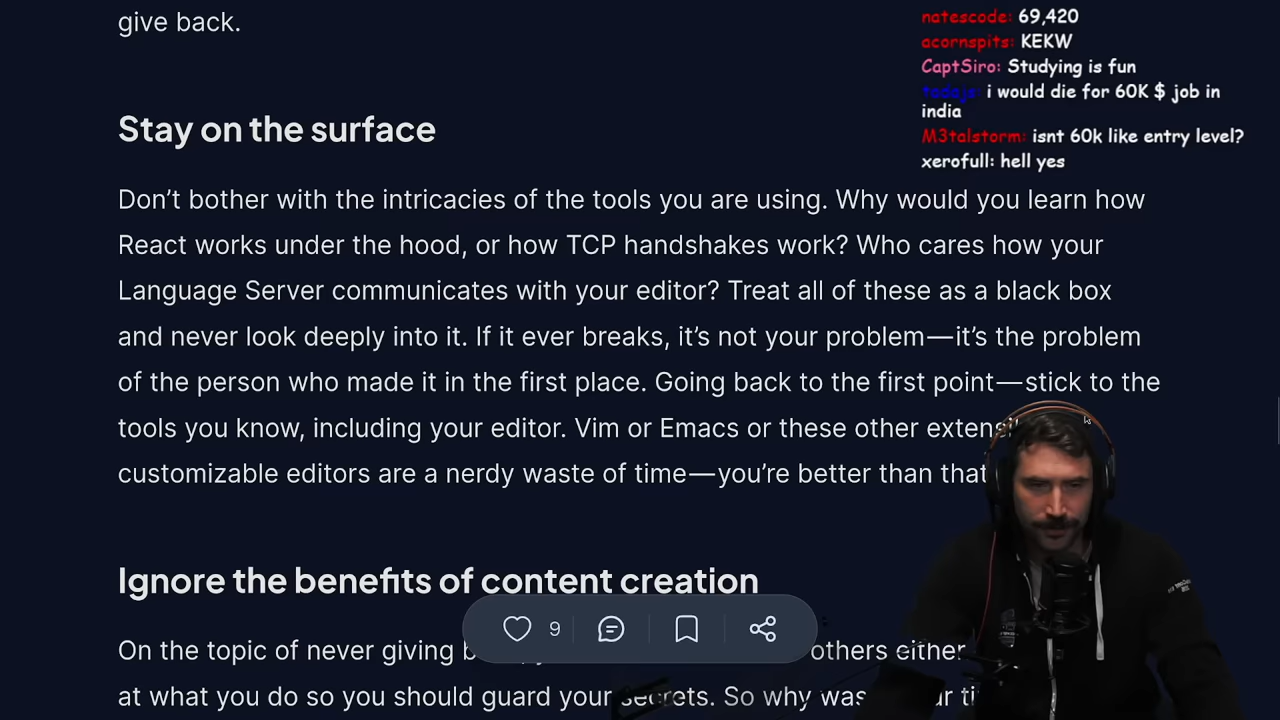 give back.
natescode: 69,420
acornspits: KEKW
CaptSiro: Studying is fun
i would die for 60K $ job in
india
M3talstorm: isnt 60k like entry level?
xerofull: hell yes
Stay on the surface
Don’t bother with the intricacies of the tools you are using. Why would you learn how
React works under the hood, or how TCP handshakes work? Who cares how your
Language Server communicates with your editor? Treat all of these as a black box
and never look deeply into it. If it ever breaks, it’s not your problem—it’s the problem
of the person who made it in the first place. Going back to the first point—stick to the
tools you know, including your editor. Vim or Emacs or these other
customizable editors are a nerdy waste of time—you’re better than that
Ignore the benefits of content creation
9
On the topic of never giving others either
at what you do so you should guard your secrets. So why